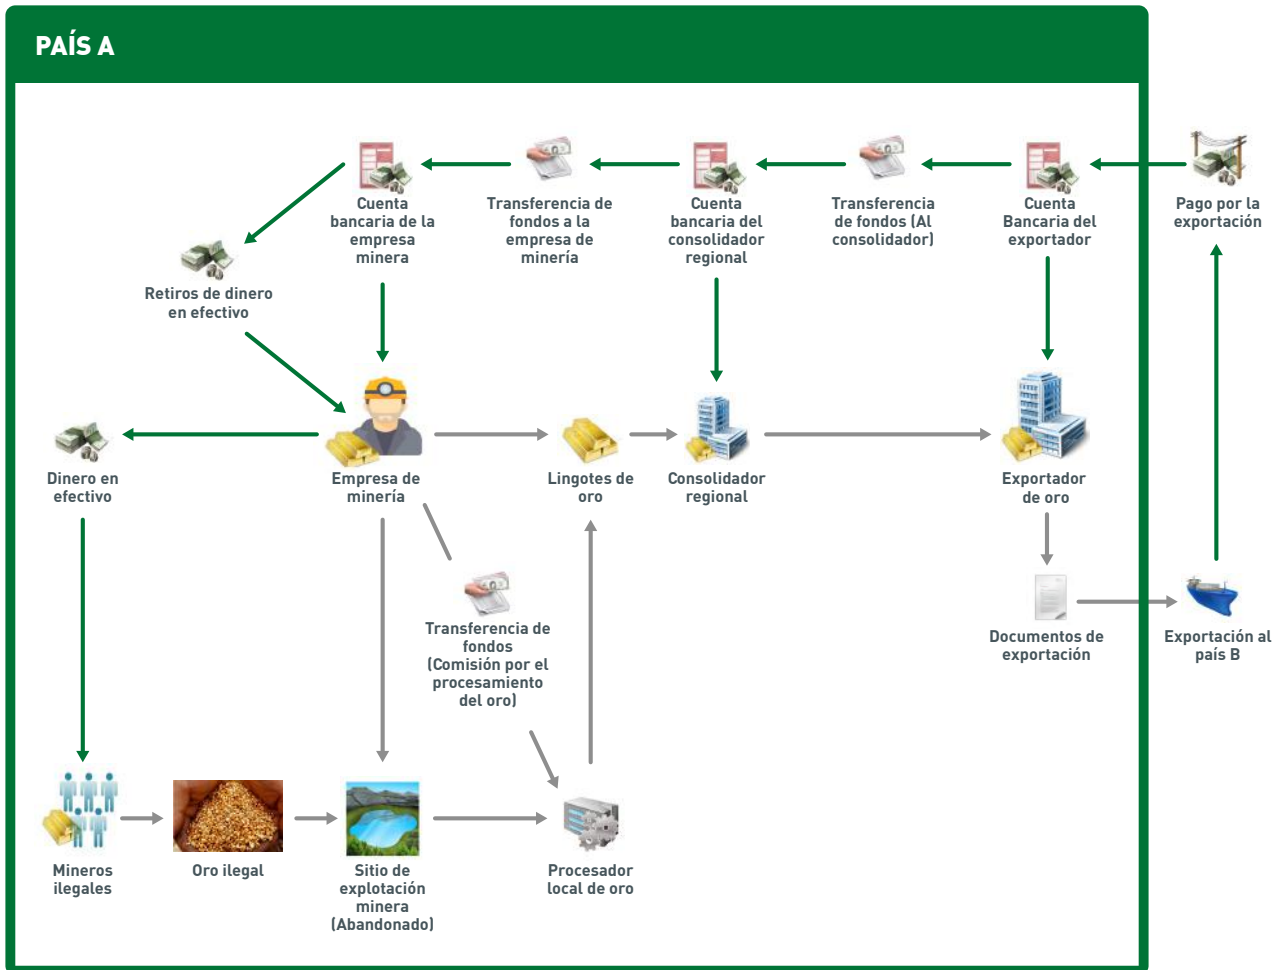 PAÍS A
Cuenta
bancaria de la
empresa
minera
Transferencia de
fondos a la
empresa de
minería
Cuenta
bancaria del
consolidador
regional
Transferencia
de fondos (Al
consolidador)
Cuenta
Bancaria del
exportador
Pago por la
exportación
Retiros de dinero
en efectivo
Dinero en
efectivo
Empresa de
minería
Lingotes de
oro
Consolidador
regional
Exportador
de oro
Transferencia de
fondos
(Comisión por el
procesamiento
del oro)
Documentos de
exportación
Exportación al
país B
Mineros
ilegales
Oro ilegal
Sitio de
explotación
minera
(Abandonado)
Procesador
local de oro